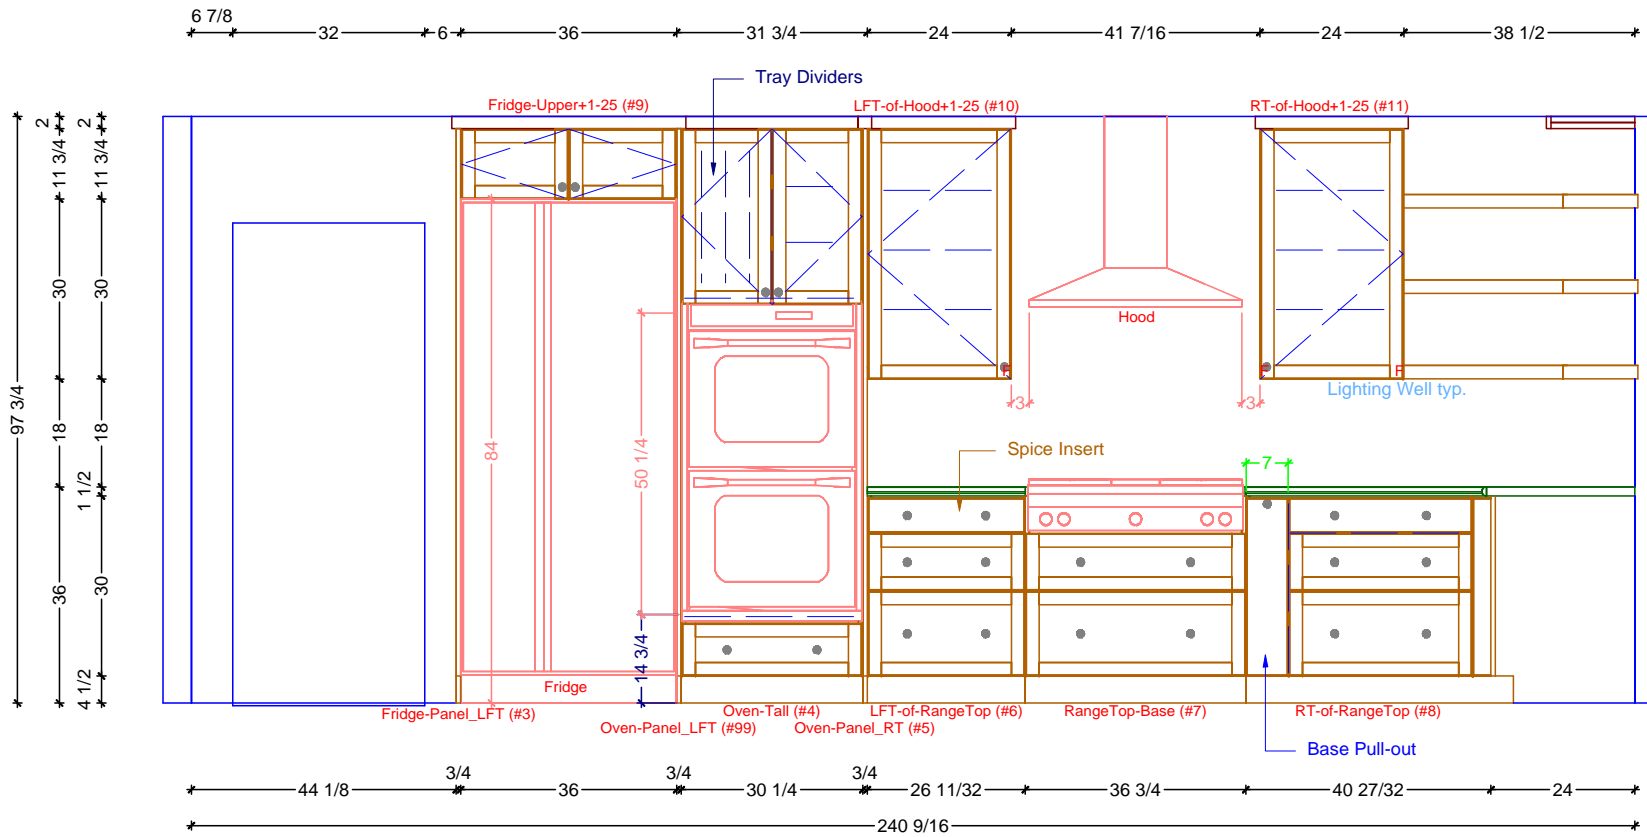 6 7/8
32
6
36
31 3/4
24
41 7/16
24
38 1/2
Tray Dividers
Fridge-Upper+1-25 (#9)
LFT-of-Hood+1-25 (#10)
RT-of-Hood+1-25 (#11)
2
2
11 3/4
11 3/4
30
30
Hood
F
F
F
Lighting Well typ.
97 3/4
3
3
18
18
84
50 1/4
Spice Insert
7
1 1/2
36
30
14 3/4
4 1/2
Fridge
Fridge-Panel_LFT (#3)
Oven-Tall (#4)
LFT-of-RangeTop (#6)
RangeTop-Base (#7)
RT-of-RangeTop (#8)
Oven-Panel_LFT (#99)
Oven-Panel_RT (#5)
Base Pull-out
3/4
3/4
3/4
44 1/8
36
30 1/4
26 11/32
36 3/4
40 27/32
24
240 9/16